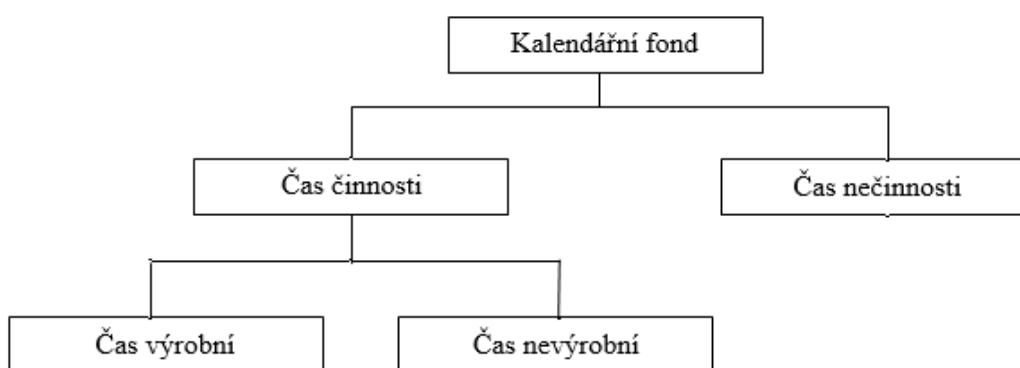 Kalendářní fond
Čas činnosti
Čas nečinnosti
Čas výrobní
Čas nevýrobní